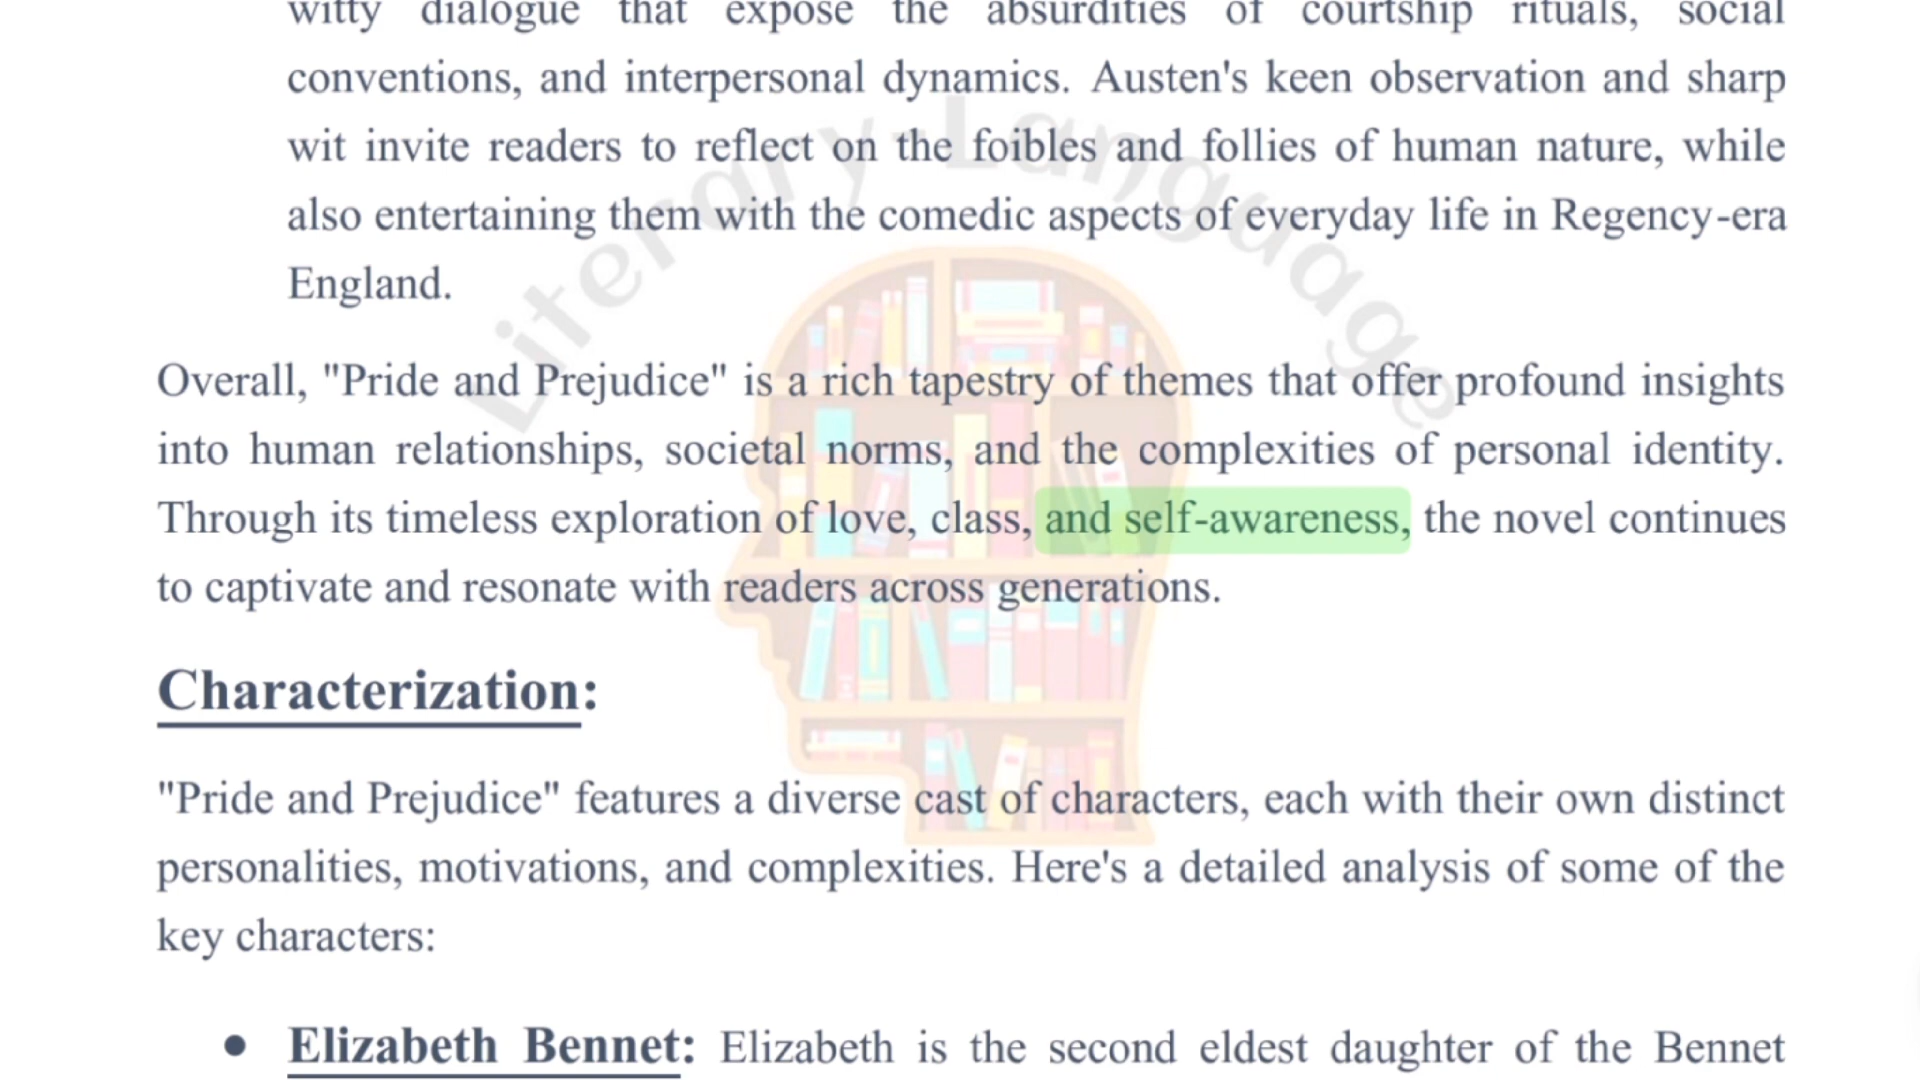 witty dialogue that expose the absurdities of courtship rituals, social
conventions, and interpersonal dynamics. Austen's keen observation and sharp
wit invite readers to reflect on the foibles and follies of human nature, while
also entertaining them with the comedic aspects of everyday life in Regency-era
England.
Literary-Language
Overall, "Pride and Prejudice" is a rich tapestry of themes that offer profound insights
into human relationships, societal norms, and the complexities of personal identity.
Through its timeless exploration of love, class, and self-awareness, the novel continues
to captivate and resonate with readers across generations.
Characterization:
"Pride and Prejudice" features a diverse cast of characters, each with their own distinct
personalities, motivations, and complexities. Here's a detailed analysis of some of the
key characters:
• Elizabeth Bennet: Elizabeth is the second eldest daughter of the Bennet